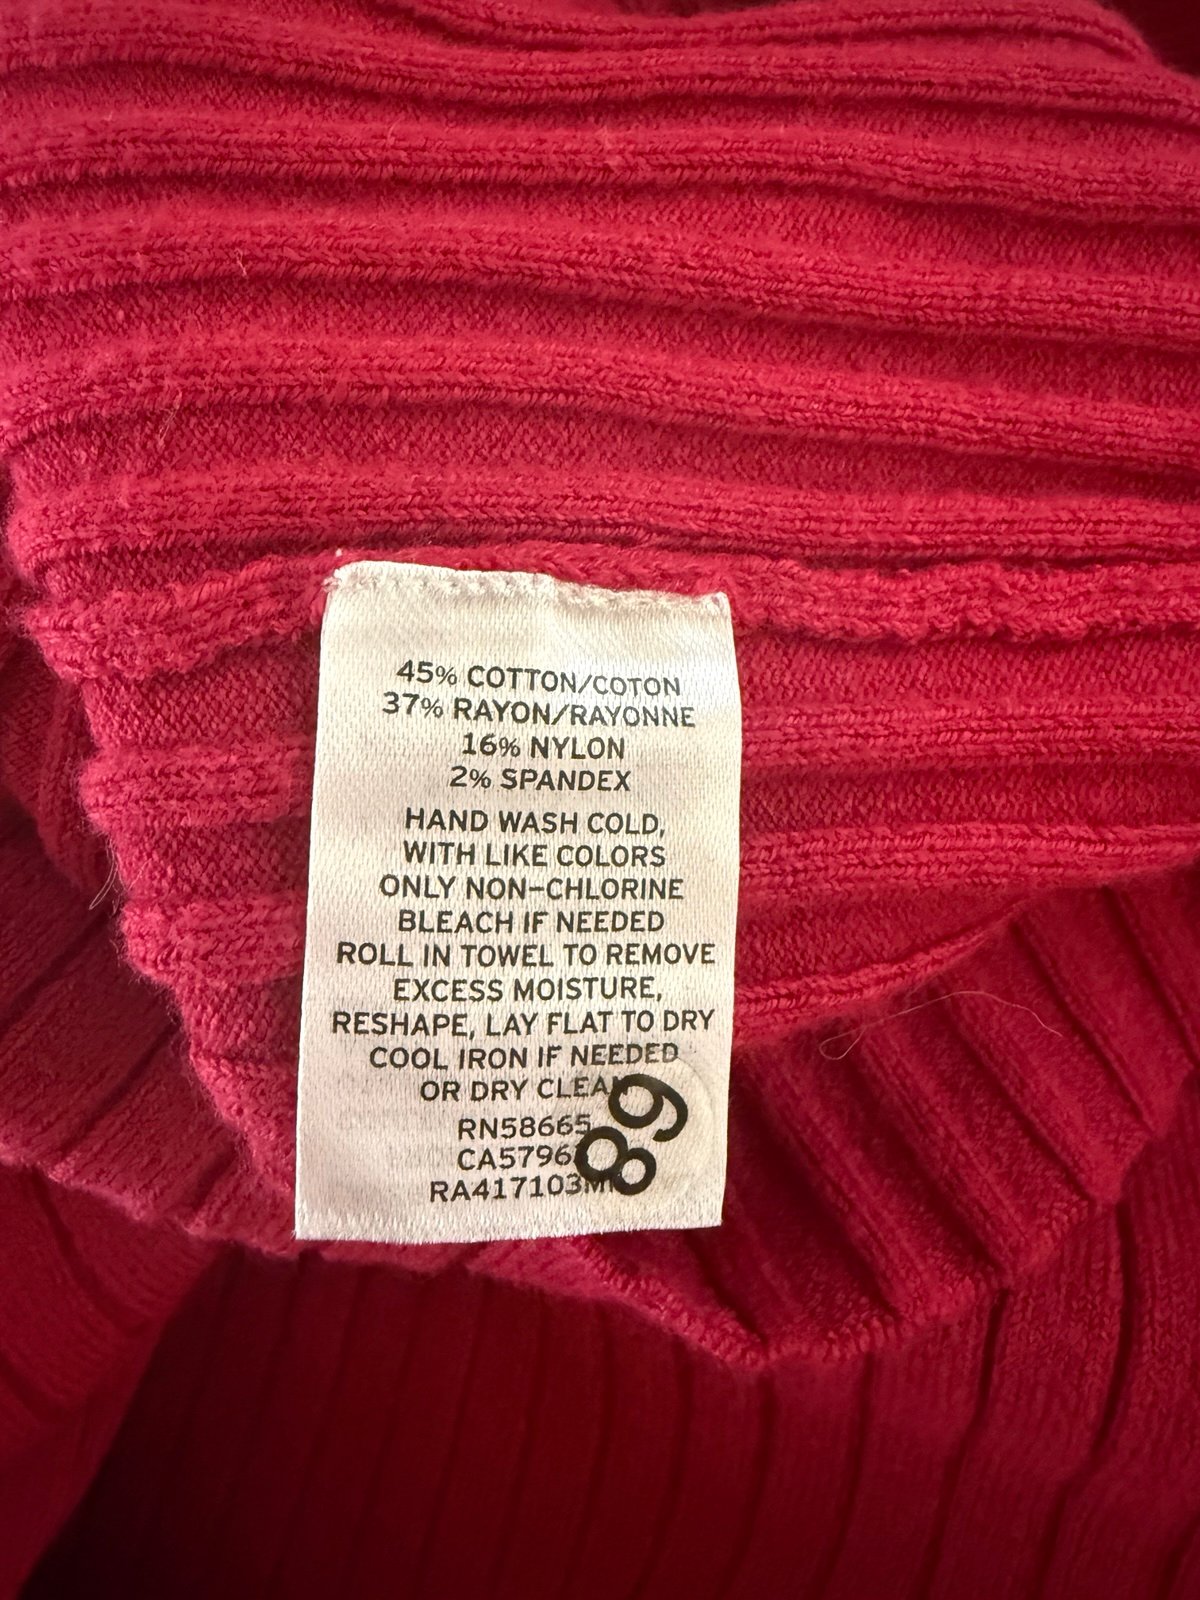 45% COTTON/COTON
37% RAYON/RAYONNE
16% NYLON
2% SPANDEX
HAND WASH COLD,
WITH LIKE COLORS
ONLY NON-CHLORINE
BLEACH IF NEEDED
ROLL IN TOWEL TO REMOVE
EXCESS MOISTURE,
RESHAPE, LAY FLAT TO DRY
COOL IRON IF NEEDED
OR DRY CLEAN
RN58665
89